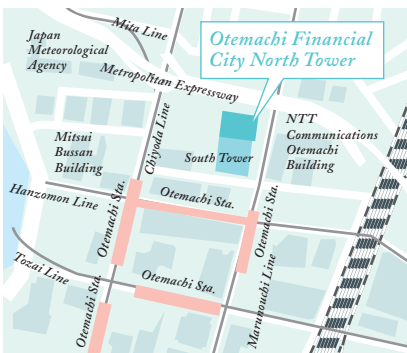 Mita Line
Otemachi Financial
City North Tower
Japan
Meteorological
Agency
Metropolitan Expressway
Chiyoda Line
NTT
Communications
Otemachi
Building
Mitsui
Bussan
Building
South Tower
Hanzomon Line
Otemachi Sta.
Otemachi Sta.
Otemachi Sta.
Tozai Line
Otemachi Sta.
Marunouchi Line
Otemachi Sta.